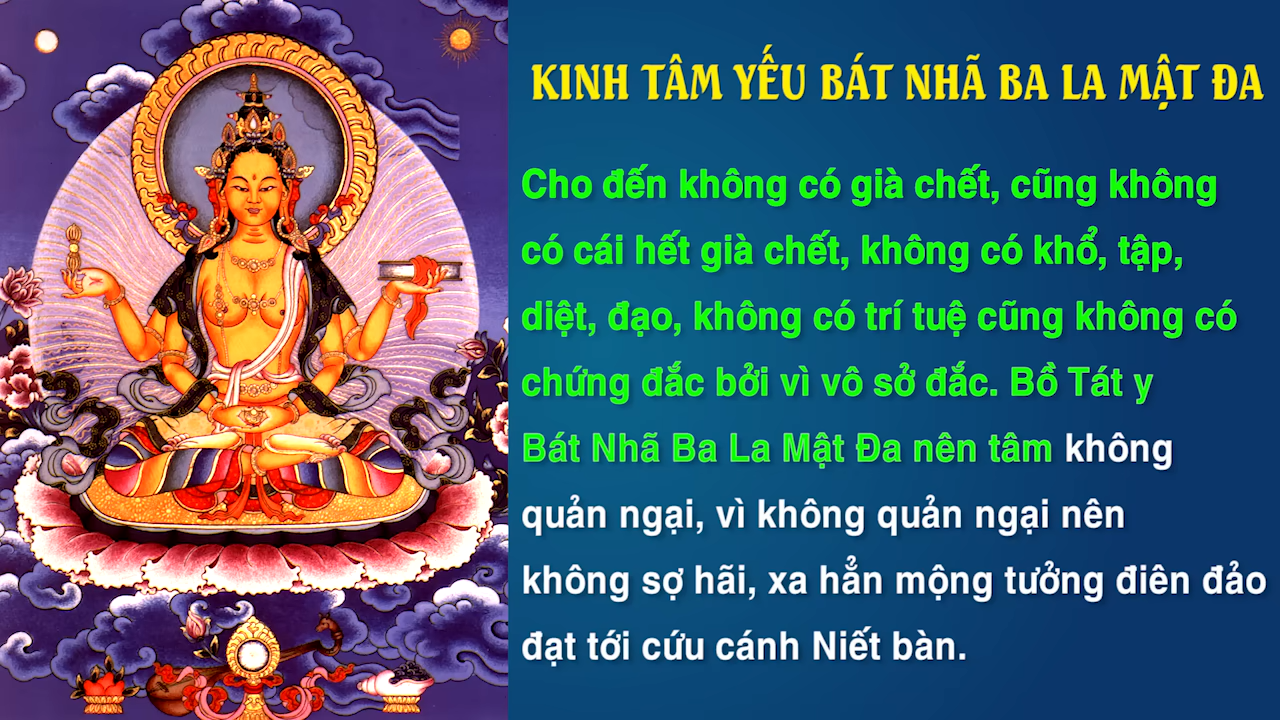 KINH TÂM YẾU BÁT NHÃ BA LA MẬT ĐA
Cho đến không có già chết, cũng không
có cái hết già chết, không có khổ, tập,
diệt, đạo, không có trí tuệ cũng không có
chứng đắc bởi vì vô sở đắc. Bồ Tát y
Bát Nhã Ba La Mật Đa nên tâm không
quản ngại, vì không quản ngại nên
không sợ hãi, xa hẳn mộng tưởng điên đảo
đạt tới cứu cánh Niết bàn.